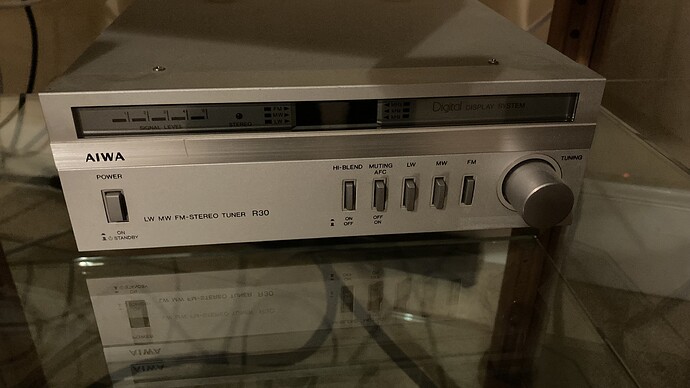 SIGNAL LEVEL
STEREO
Digital DISPLAY SYSTEM
AIWA
POWER
HI-BLEND MUTING AFC LW MW FM TUNING
LW MW FM-STEREO TUNER R30
ON OFF
OFF ON
ON
STANDBY